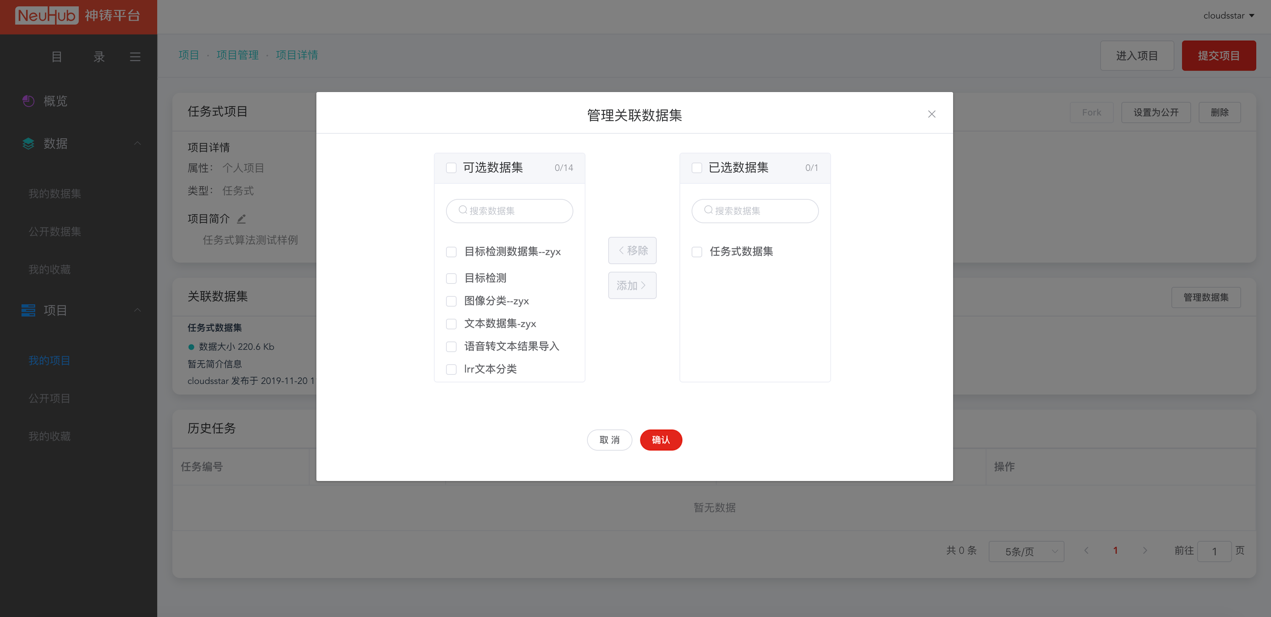 NeuHub 神铸平台
cloudsstar
目 录
项目 - 项目管理 - 项目详情
进入项目
提交项目
概览
数据
我的数据集
公开数据集
我的收藏
项目
我的项目
公开项目
我的收藏
任务式项目
Fork
设置为公开
删除
项目详情
属性: 个人项目
类型: 任务式
项目简介
任务式算法测试样例
关联数据集
管理数据集
任务式数据集
数据大小 220.6 Kb
暂无简介信息
cloudsstar 发布于 2019-11-20 1
历史任务
任务编号
操作
暂无数据
共 0 条
5条/页
1
前往 1 页
管理关联数据集
可选数据集 0/14
搜索数据集
目标检测数据集--zyx
目标检测
图像分类--zyx
文本数据集-zyx
语音转文本结果导入
lrr文本分类
移除
添加
已选数据集 0/1
搜索数据集
任务式数据集
取 消
确认